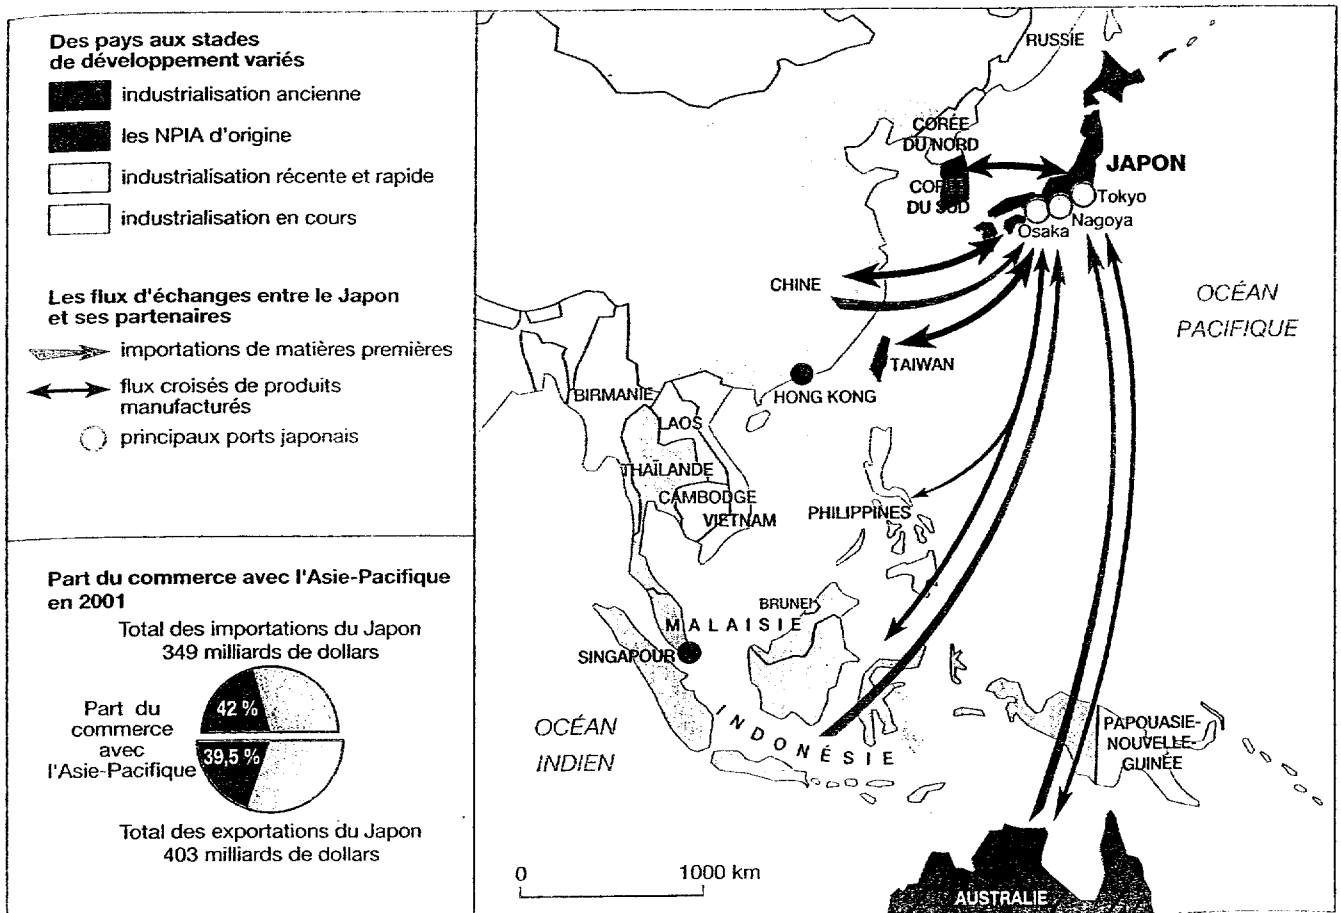 Des pays aux stades
de développement variés
industrialisation ancienne
les NPIA d'origine
industrialisation récente et rapide
industrialisation en cours
Les flux d'échanges entre le Japon
et ses partenaires
importations de matières premières
flux croisés de produits
manufacturés
principaux ports japonais
Part du commerce avec l'Asie-Pacifique
en 2001
Total des importations du Japon
349 milliards de dollars
42 %
Part du
commerce
avec
l'Asie-Pacifique
39,5 %
Total des exportations du Japon
403 milliards de dollars
RUSSIE
CORÉE
DU NORD
JAPON
CORÉE
DU SUD
Tokyo
Nagoya
Osaka
CHINE
OCÉAN
PACIFIQUE
TAIWAN
HONG KONG
BIRMANIE
LAOS
THAÏLANDE
CAMBODGE
VIETNAM
PHILIPPINES
BRUNEI
MALAISIE
SINGAPOUR
INDONÉSIE
OCÉAN
INDIEN
PAPOUASIE-
NOUVELLE-
GUINÉE
0 1000 km
AUSTRALIE